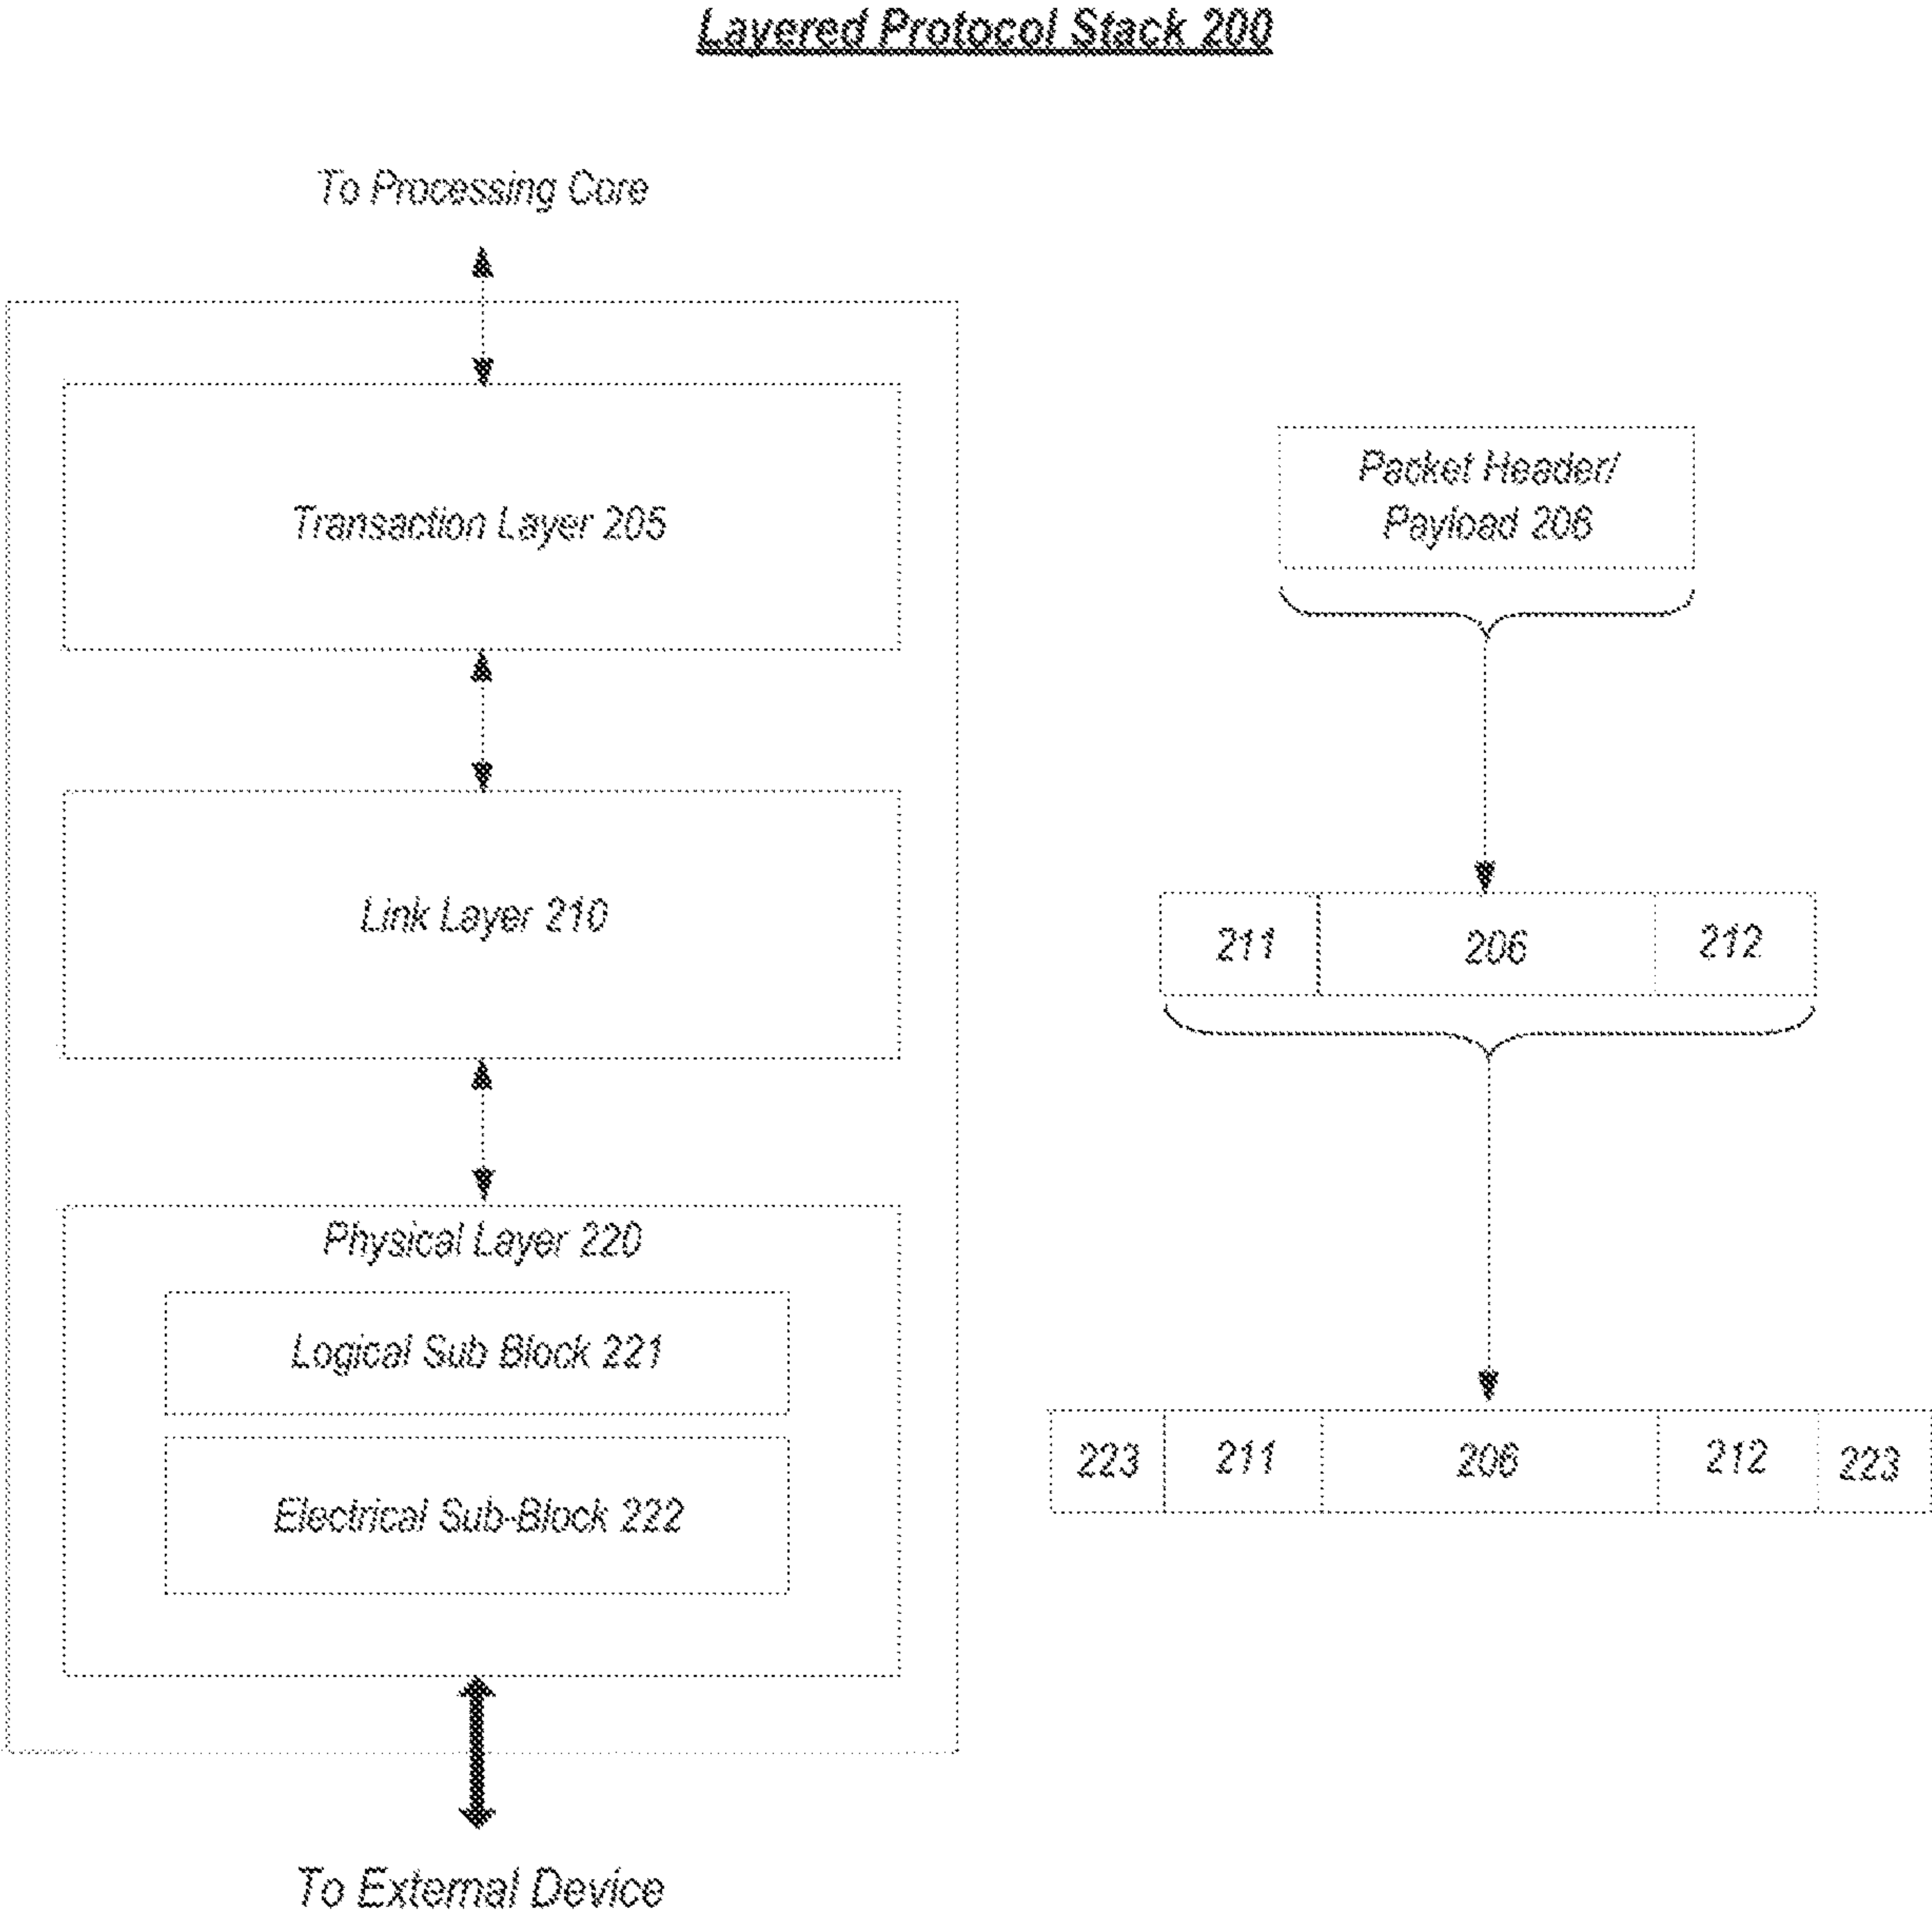 Layered Protocol Stack 200
To Processing Core
Transaction Layer 205
Packet Header/
Payload 206
Link Layer 210
211 206 212
Physical Layer 220
Logical Sub Block 221
Electrical Sub-Block 222
223 211 206 212 223
To External Device